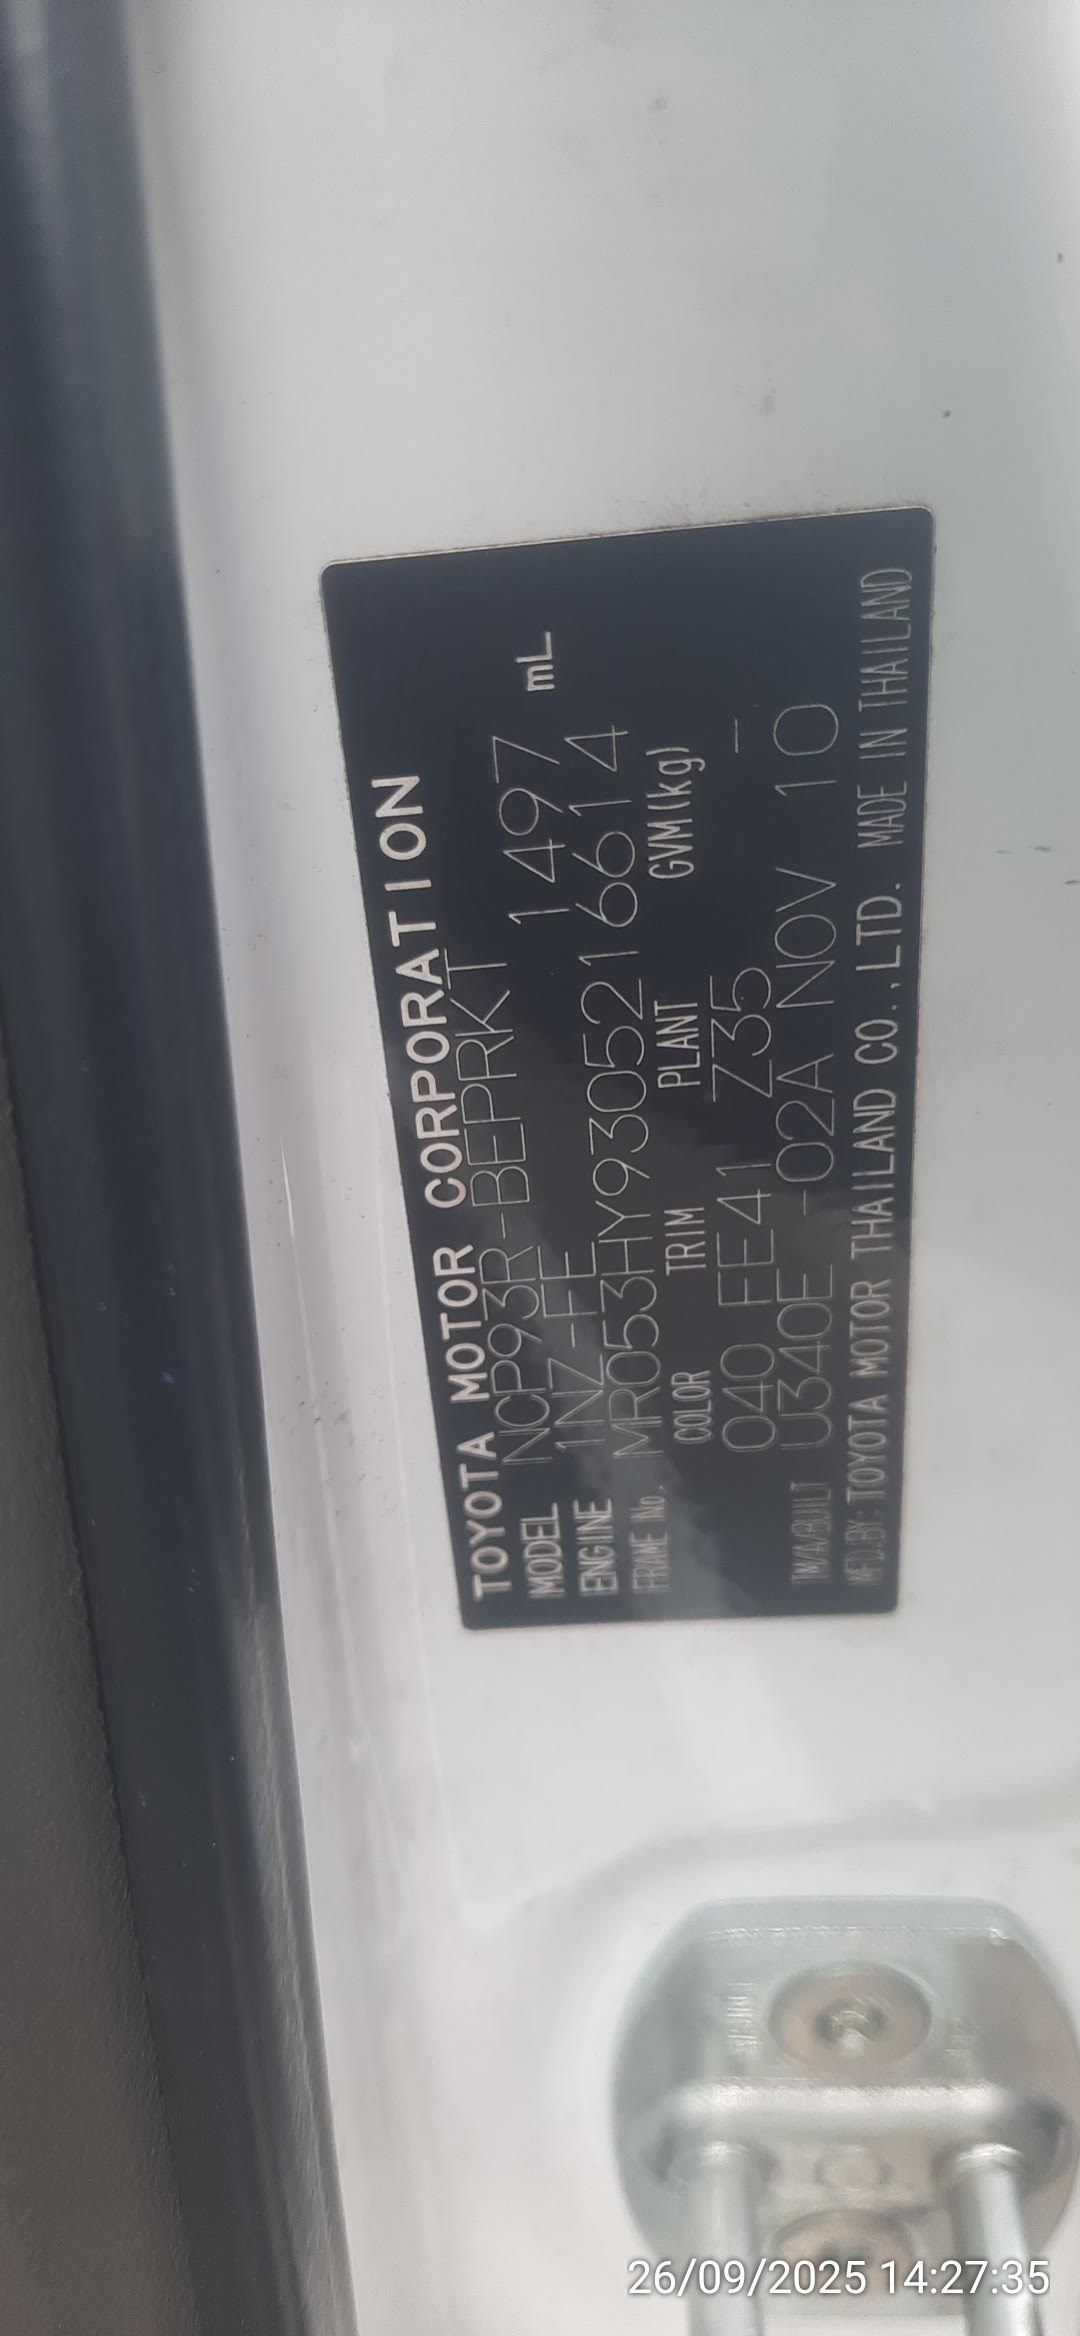 TOYOTA MOTOR CORPORATION
MODEL NCP93R-BEPRKT
ENGINE 1NZ-FE 1497 mL
FRAME No. MR053HY9305216614
COLOR TRIM PLANT GVM(kg)
040 FE41 Z35 –
TM/A/BUILT U340E -02A NOV 10
MFD.BY: TOYOTA MOTOR THAILAND CO.,LTD. MADE IN THAILAND
26/09/2025 14:27:35